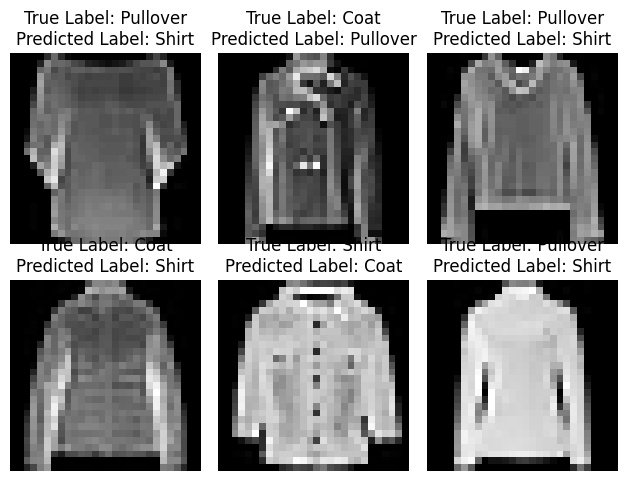 True Label: Pullover
Predicted Label: Shirt
True Label: Coat
Predicted Label: Pullover
True Label: Pullover
Predicted Label: Shirt
True Label: Coat
Predicted Label: Shirt
True Label: Shirt
Predicted Label: Coat
True Label: Pullover
Predicted Label: Shirt